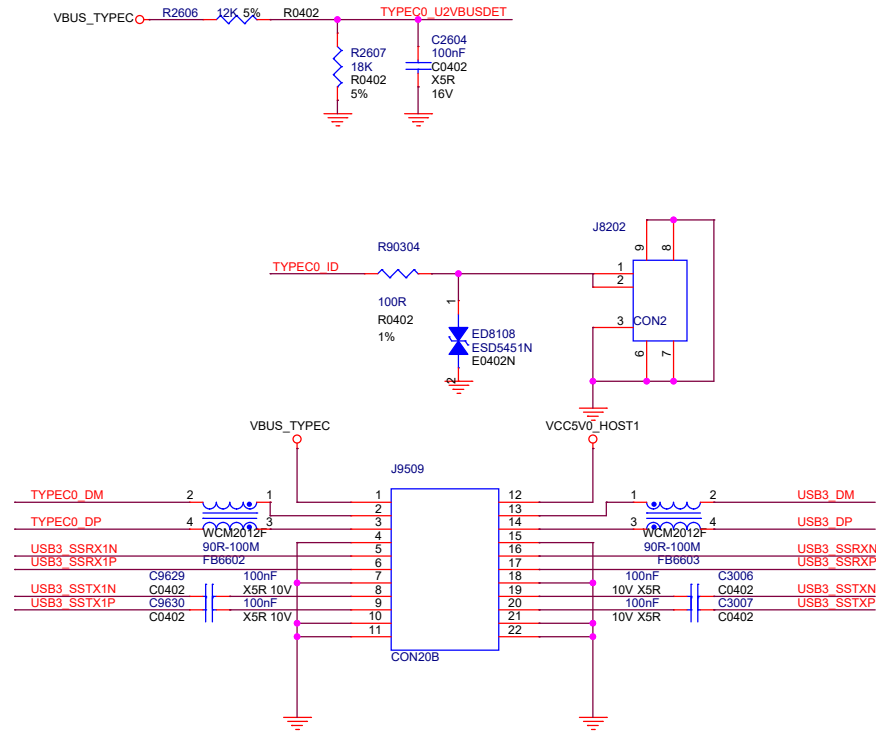 VBUS_TYPEC R2606 12K 5% R0402 TYPEC0_U2VBUSDET
R2607
18K
R0402
5%
C2604
100nF
C0402
X5R
16V
J8202
9 8
R90304
TYPEC0_ID
1
2
100R
R0402
1%
1
ED8108
ESD5451N
E0402N
2
3 CON2
6 7
VBUS_TYPEC
VCC5V0_HOST1
J9509
TYPEC0_DM 2 1
TYPEC0_DP 4 3
WCM2012F
90R-100M
FB6602
USB3_SSRX1N
USB3_SSRX1P
C9629 100nF
C0402 X5R 10V
USB3_SSTX1N
USB3_SSTX1P
C9630 100nF
C0402 X5R 10V
1
2
3
4
5
6
7
8
9
10
11
12
13
14
15
16
17
18
19
20
21
22
CON20B
1 2 USB3_DM
3 4 USB3_DP
WCM2012F
90R-100M
FB6603
USB3_SSRXN
USB3_SSRXP
100nF C3006
10V X5R C0402
USB3_SSTXN
USB3_SSTXP
100nF C3007
10V X5R C0402